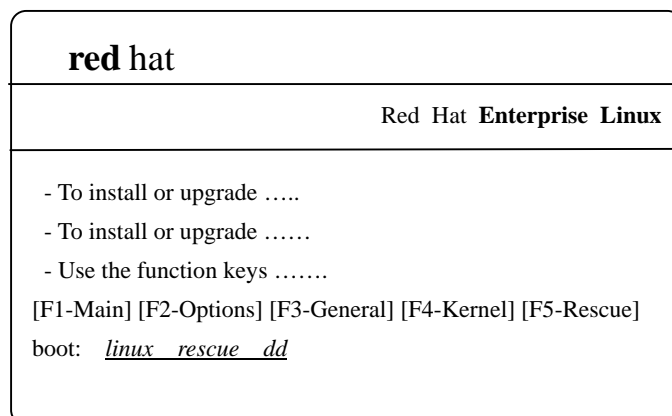 red hat
Red Hat Enterprise Linux
- To install or upgrade …..
- To install or upgrade ……
- Use the function keys …….
[F1-Main] [F2-Options] [F3-General] [F4-Kernel] [F5-Rescue]
boot: linux rescue dd